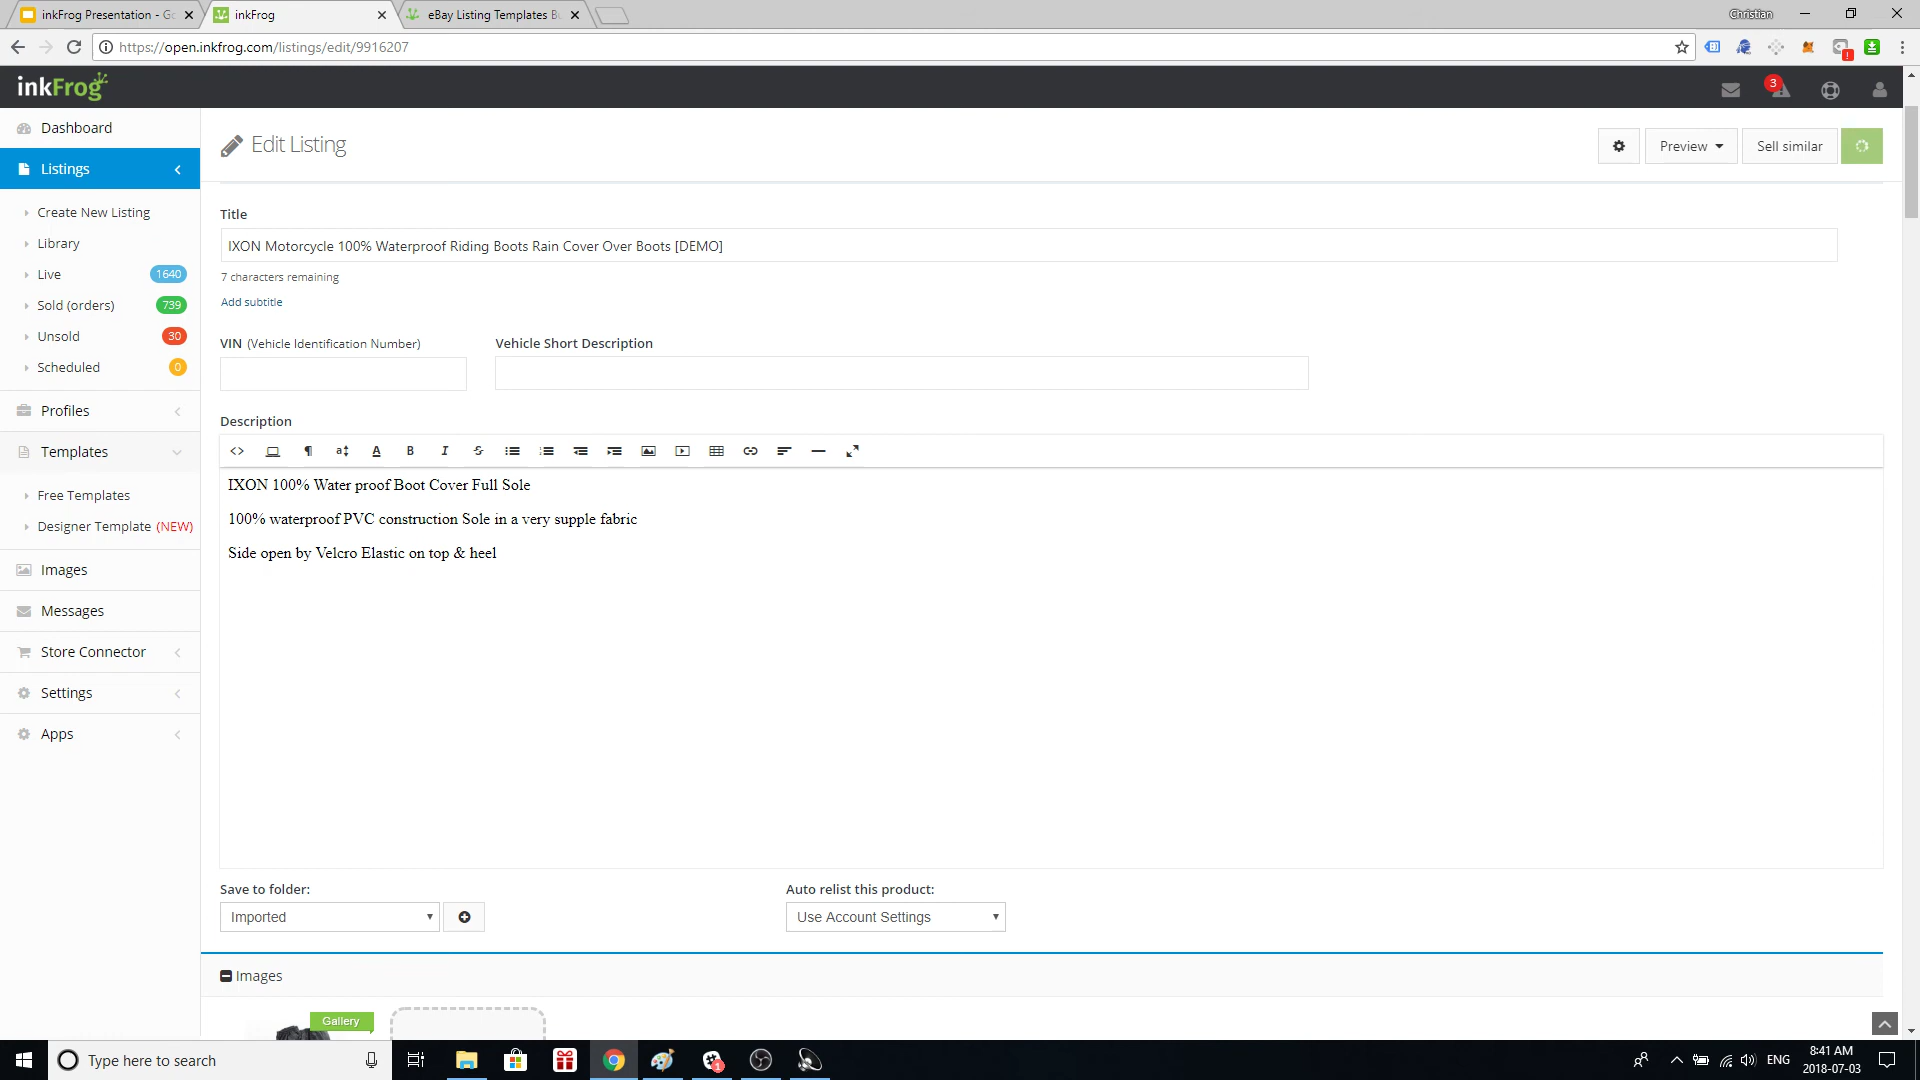 inkFrog Presentation - Go
inkFrog
eBay Listing Templates B
Christian
https://open.inkfrog.com/listings/edit/9916207
inkFrog
3
Dashboard
Listings
Create New Listing
Library
Live 1640
Sold (orders) 739
Unsold 30
Scheduled 0
Profiles
Templates
Free Templates
Designer Template (NEW)
Images
Messages
Store Connector
Settings
Apps
Edit Listing
Preview
Sell similar
Title
IXON Motorcycle 100% Waterproof Riding Boots Rain Cover Over Boots [DEMO]
7 characters remaining
Add subtitle
VIN (Vehicle Identification Number)
Vehicle Short Description
Description
IXON 100% Water proof Boot Cover Full Sole
100% waterproof PVC construction Sole in a very supple fabric
Side open by Velcro Elastic on top & heel
Save to folder:
Imported
Auto relist this product:
Use Account Settings
Images
Gallery
Type here to search
1
ENG
8:41 AM
2018-07-03